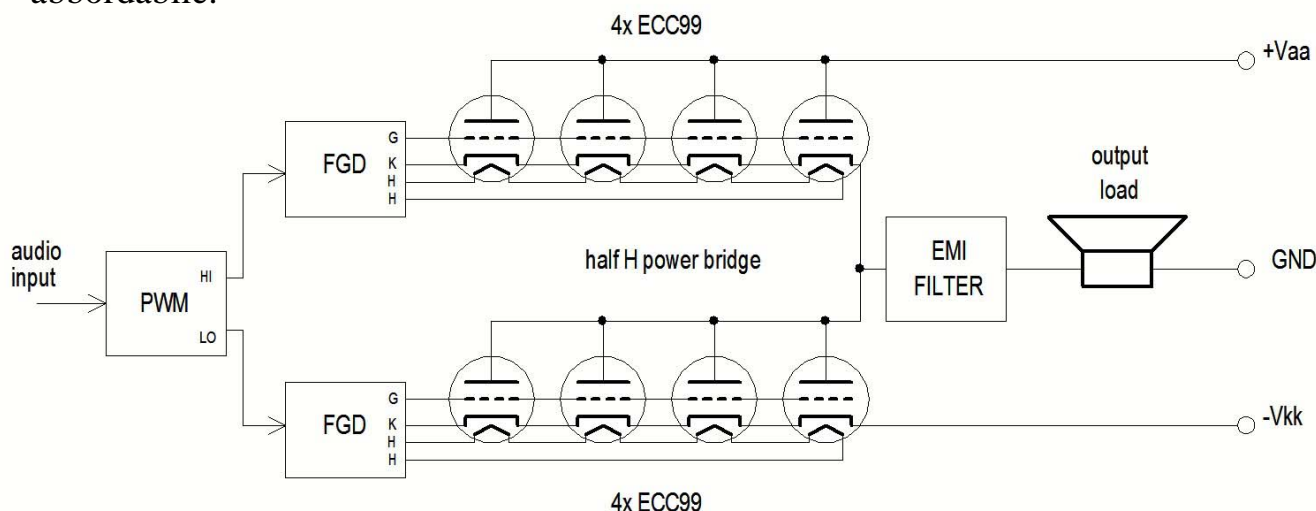 abbordabile.
4x ECC99
+Vaa
FGD
G
K
H
H
output
load
audio
input
PWM
HI
LO
half H power bridge
EMI
FILTER
GND
FGD
G
K
H
H
-Vkk
4x ECC99